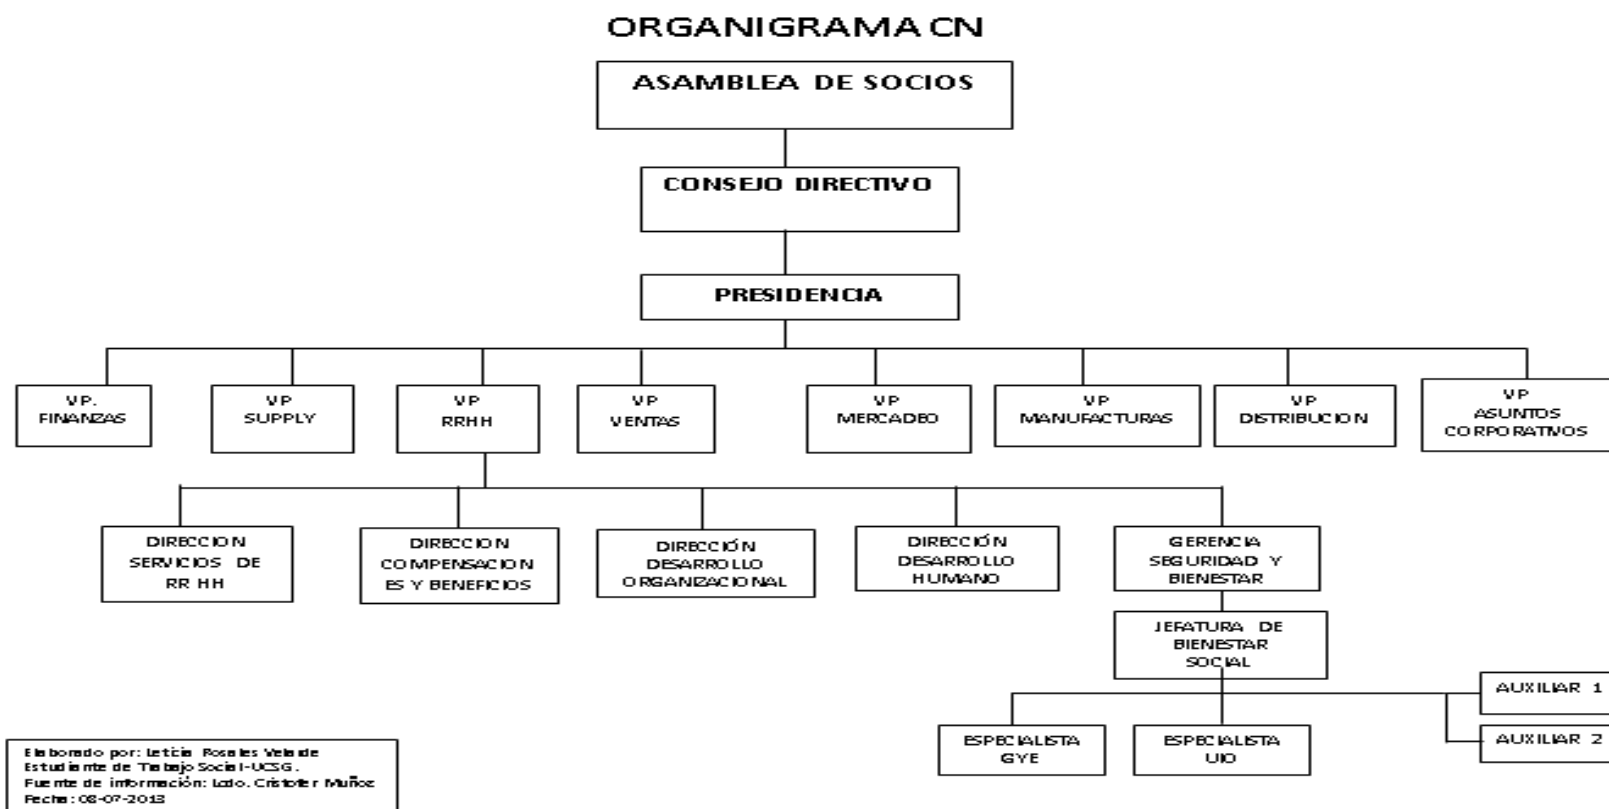 ORGANIGRAMA CN
ASAMBLEA DE SOCIOS
CONSEJO DIRECTIVO
PRESIDENCIA
VP.
FINANZAS
VP
SUPPLY
VP
RRHH
VP
VENTAS
VP
MERCADEO
VP
MANUFACTURAS
VP
DISTRIBUCION
VP
ASUNTOS
CORPORATIVOS
DIRECCION
SERVICIOS DE
RR HH
DIRECCION
COMPENSACION
ES Y BENEFICIOS
DIRECCIÓN
DESARROLLO
ORGANIZACIONAL
DIRECCIÓN
DESARROLLO
HUMANO
GERENCIA
SEGURIDAD Y
BIENESTAR
JEFATURA DE
BIENESTAR
SOCIAL
AUXILIAR 1
AUXILIAR 2
ESPECIALISTA
GYE
ESPECIALISTA
UIO
Elaborado por: Leticia Rosales
Estudiante de Trabajo Social-UCSG.
Fuente de información: Lcdo. Cristofer Muñoz
Fecha: 08-07-2013